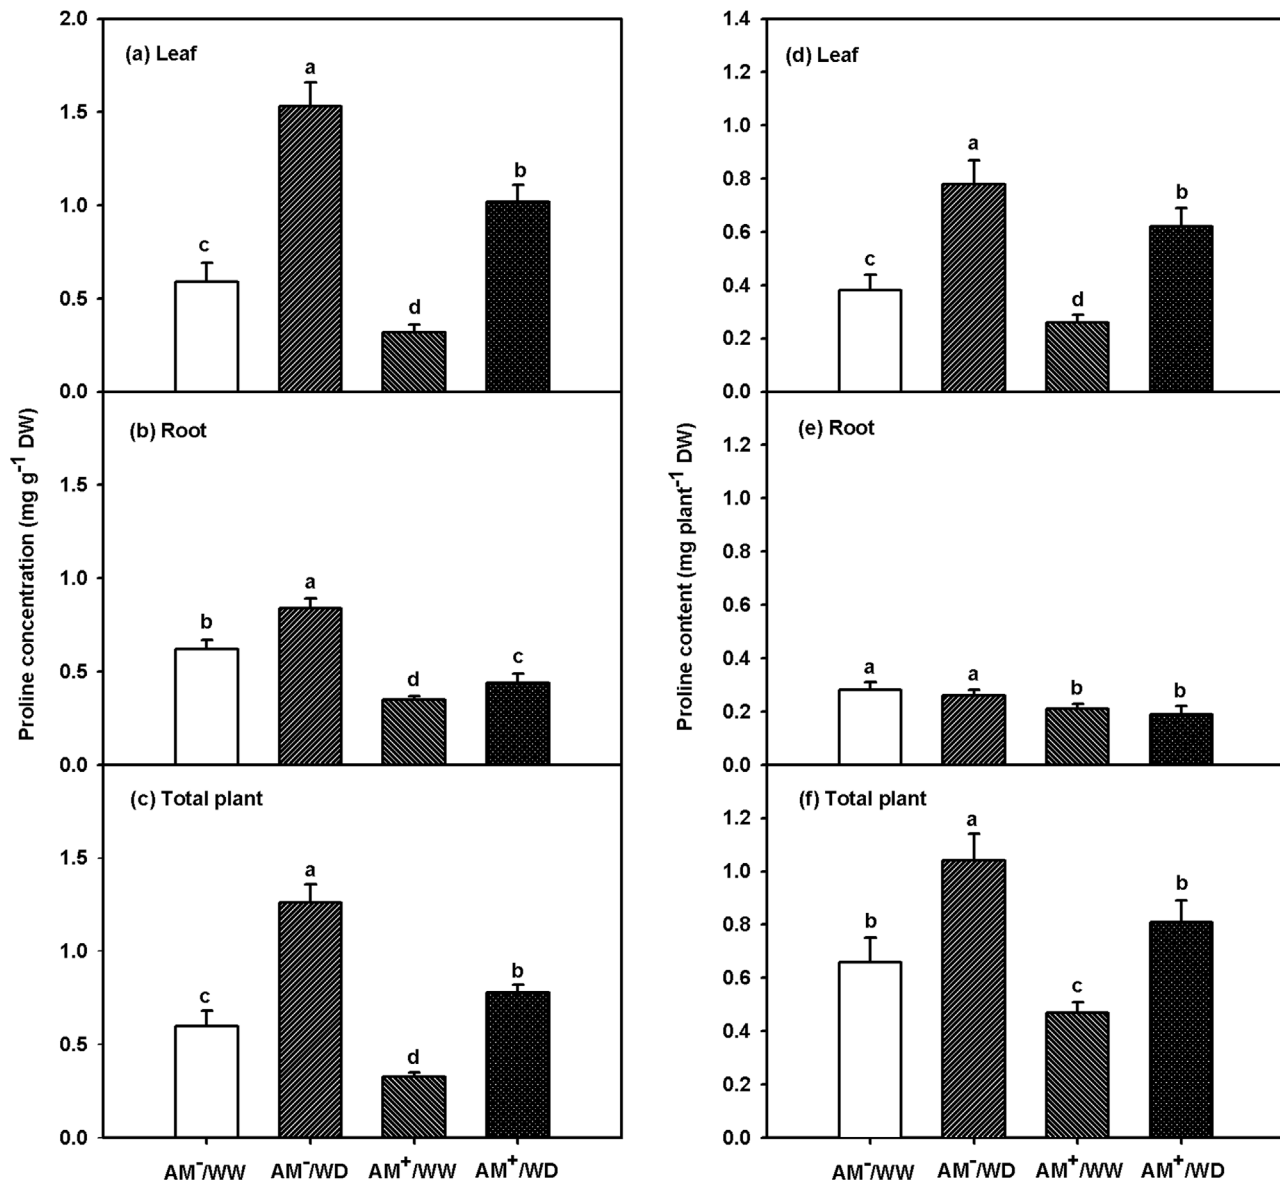 Proline concentration (mg g⁻¹ DW)
2.0
1.5
1.0
0.5
0.0
(a) Leaf
c
a
d
b
1.5
1.0
0.5
0.0
(b) Root
b
a
d
c
1.5
1.0
0.5
0.0
(c) Total plant
c
a
d
b
AM⁻/WW
AM⁻/WD
AM⁺/WW
AM⁺/WD
Proline content (mg plant⁻¹ DW)
1.4
1.2
1.0
0.8
0.6
0.4
0.2
0.0
(d) Leaf
c
a
d
b
1.2
1.0
0.8
0.6
0.4
0.2
0.0
(e) Root
a
a
b
b
1.2
1.0
0.8
0.6
0.4
0.2
0.0
(f) Total plant
b
a
c
b
AM⁻/WW
AM⁻/WD
AM⁺/WW
AM⁺/WD